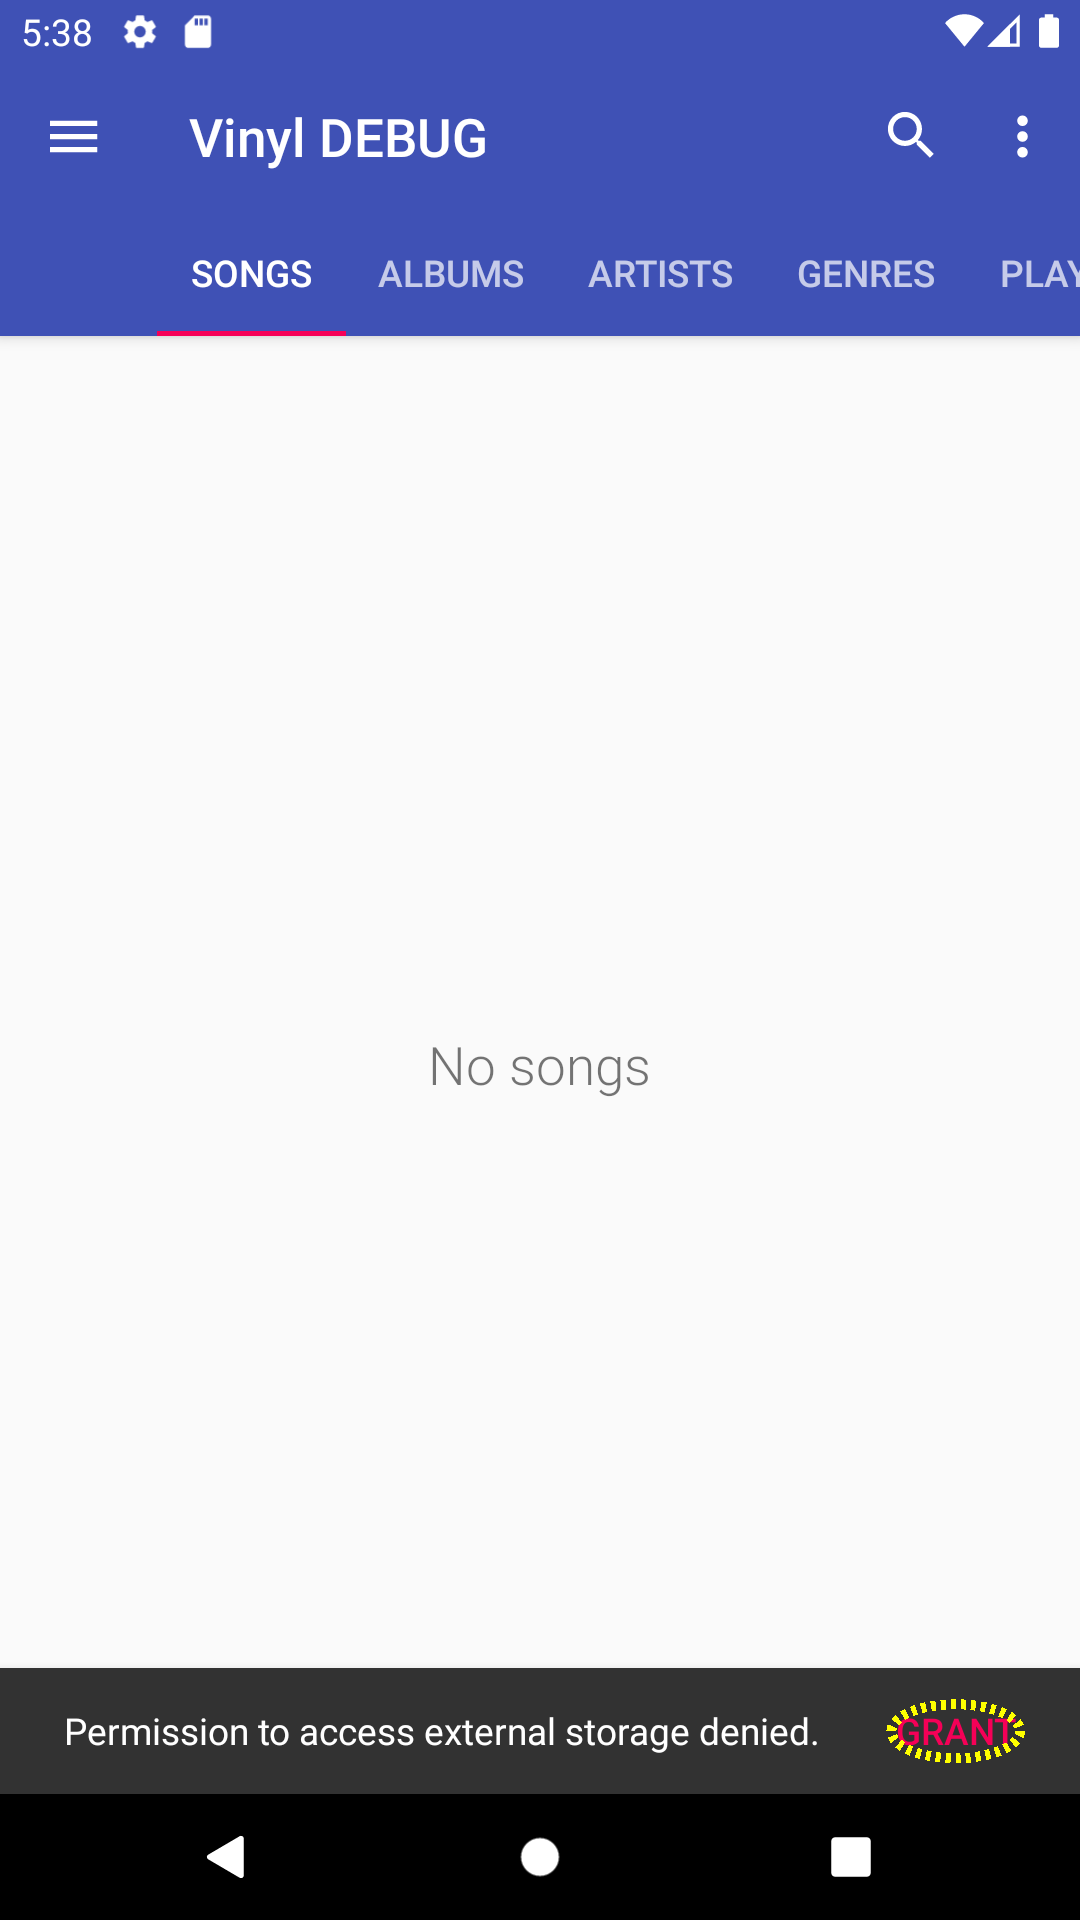 5:38
Vinyl DEBUG
SONGS ALBUMS ARTISTS GENRES PLAY
No songs
Permission to access external storage denied. GRANT